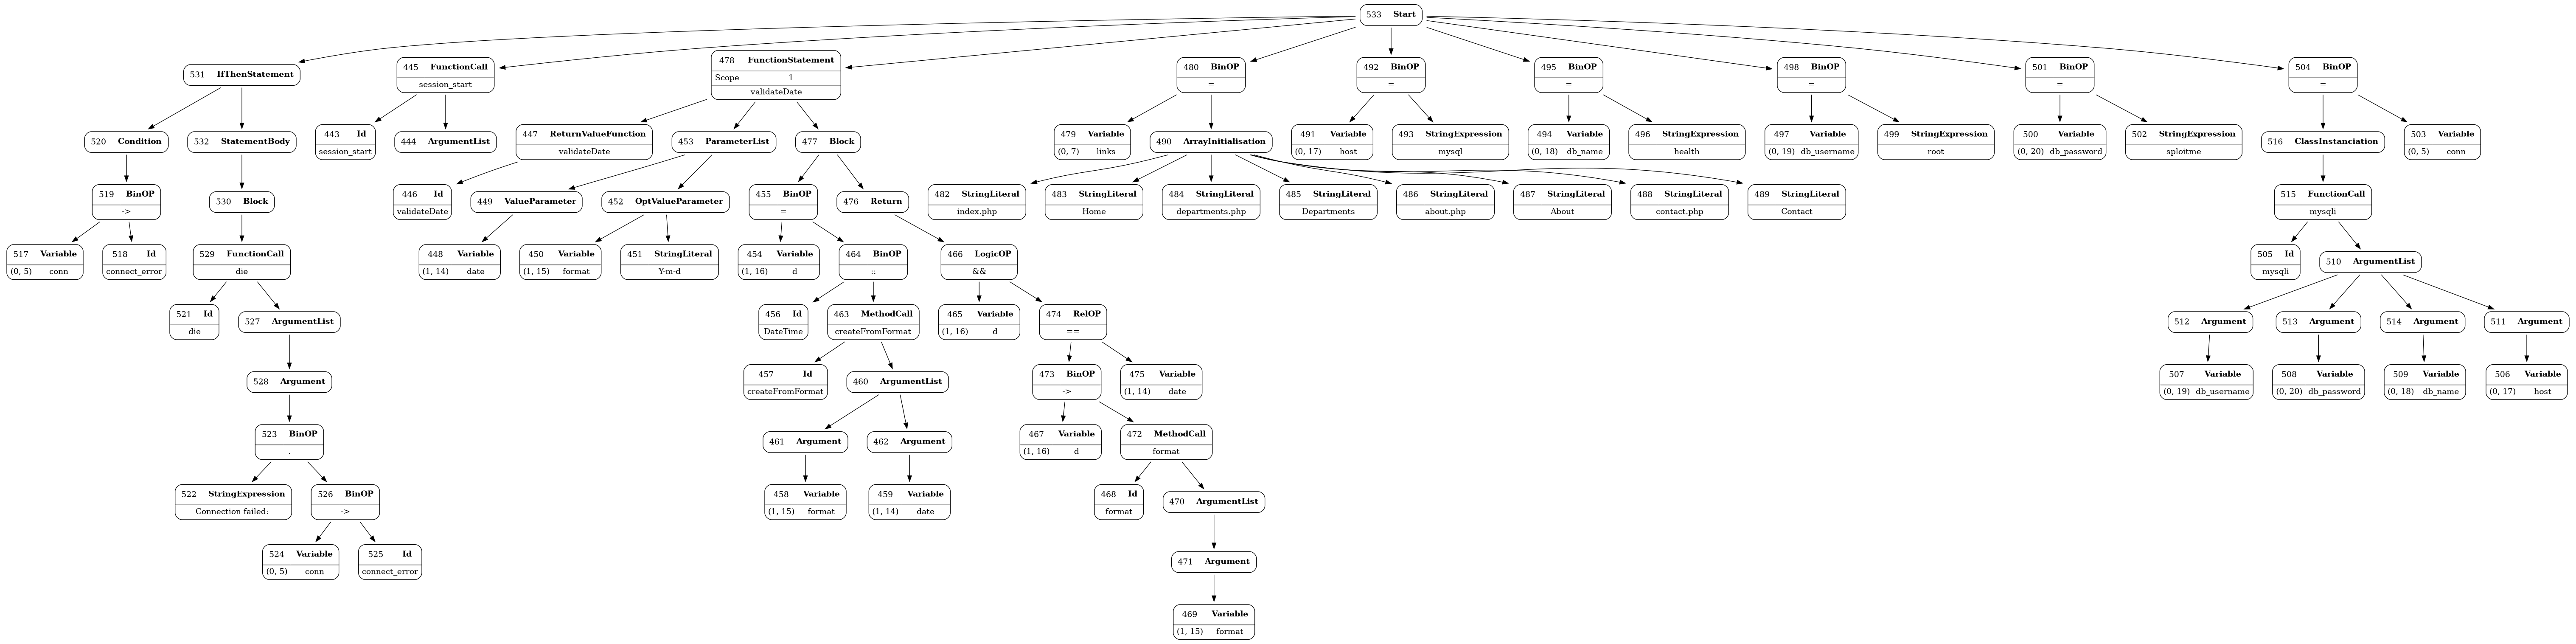 533 Start
531 IfThenStatement
445 FunctionCall
session_start
478 FunctionStatement
Scope 1
validateDate
480 BinOP
=
492 BinOP
=
495 BinOP
=
498 BinOP
=
501 BinOP
=
504 BinOP
=
520 Condition
532 StatementBody
443 Id
session_start
444 ArgumentList
447 ReturnValueFunction
validateDate
453 ParameterList
477 Block
479 Variable
(0, 7) links
490 ArrayInitialisation
491 Variable
(0, 17) host
493 StringExpression
mysql
494 Variable
(0, 18) db_name
496 StringExpression
health
497 Variable
(0, 19) db_username
499 StringExpression
root
500 Variable
(0, 20) db_password
502 StringExpression
sploitme
516 ClassInstanciation
503 Variable
(0, 5) conn
519 BinOP
->
530 Block
446 Id
validateDate
449 ValueParameter
452 OptValueParameter
455 BinOP
=
476 Return
482 StringLiteral
index.php
483 StringLiteral
Home
484 StringLiteral
departments.php
485 StringLiteral
Departments
486 StringLiteral
about.php
487 StringLiteral
About
488 StringLiteral
contact.php
489 StringLiteral
Contact
515 FunctionCall
mysqli
517 Variable
(0, 5) conn
518 Id
connect_error
529 FunctionCall
die
448 Variable
(1, 14) date
450 Variable
(1, 15) format
451 StringLiteral
Y-m-d
454 Variable
(1, 16) d
464 BinOP
::
466 LogicOP
&&
505 Id
mysqli
510 ArgumentList
521 Id
die
527 ArgumentList
456 Id
DateTime
463 MethodCall
createFromFormat
465 Variable
(1, 16) d
474 RelOP
==
512 Argument
513 Argument
514 Argument
511 Argument
528 Argument
457 Id
createFromFormat
460 ArgumentList
473 BinOP
->
475 Variable
(1, 14) date
507 Variable
(0, 19) db_username
508 Variable
(0, 20) db_password
509 Variable
(0, 18) db_name
506 Variable
(0, 17) host
523 BinOP
.
461 Argument
462 Argument
467 Variable
(1, 16) d
472 MethodCall
format
522 StringExpression
Connection failed:
526 BinOP
->
458 Variable
(1, 15) format
459 Variable
(1, 14) date
468 Id
format
470 ArgumentList
524 Variable
(0, 5) conn
525 Id
connect_error
471 Argument
469 Variable
(1, 15) format